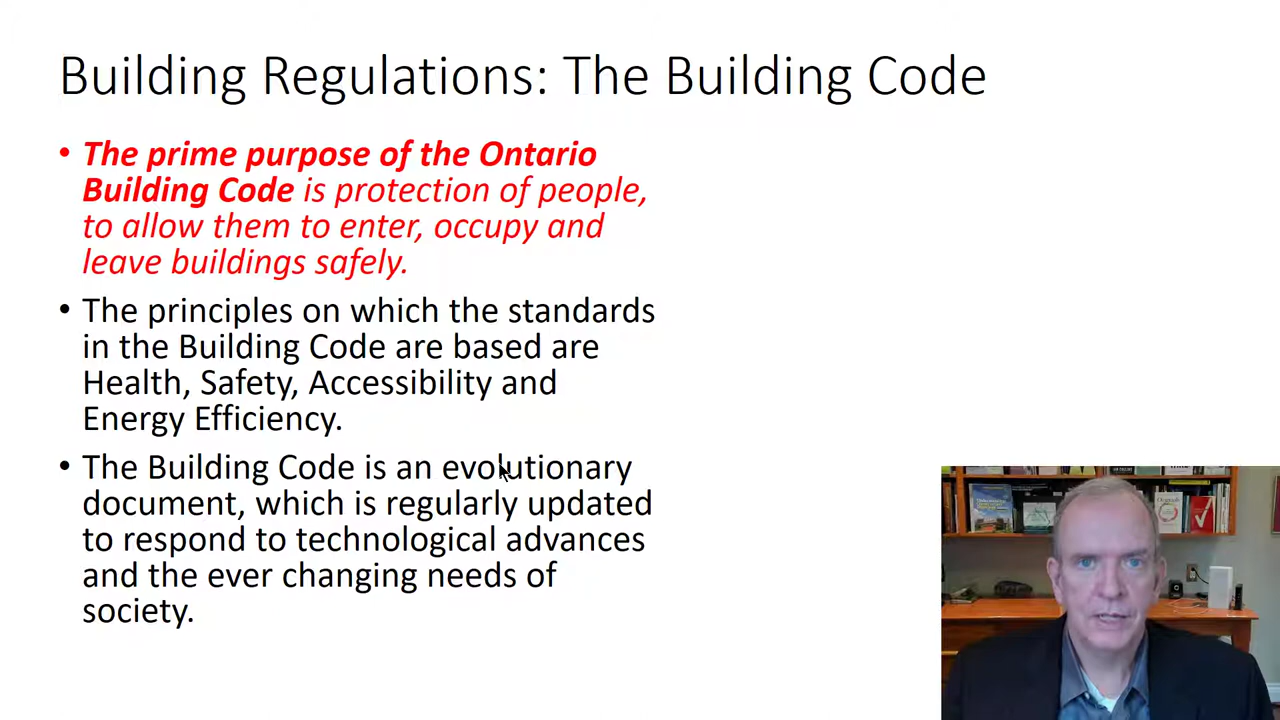 Building Regulations: The Building Code
• The prime purpose of the Ontario
Building Code is protection of people,
to allow them to enter, occupy and
leave buildings safely.
• The principles on which the standards
in the Building Code are based are
Health, Safety, Accessibility and
Energy Efficiency.
• The Building Code is an evolutionary
document, which is regularly updated
to respond to technological advances
and the ever changing needs of
society.